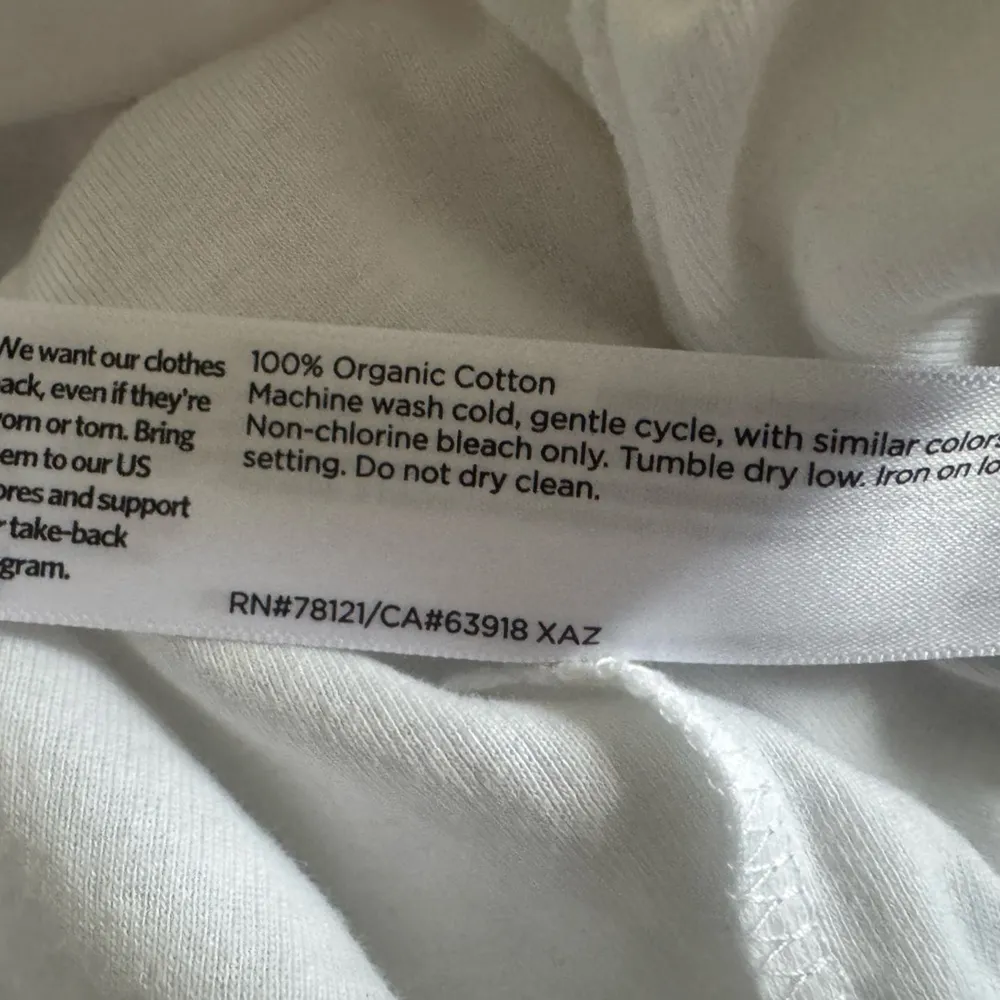 We want our clothes
ack, even if they're
orn or torn. Bring
em to our US
ores and support
r take-back
gram.
100% Organic Cotton
Machine wash cold, gentle cycle, with similar colors
Non-chlorine bleach only. Tumble dry low. Iron on lo
setting. Do not dry clean.
RN#78121/CA#63918 XAZ